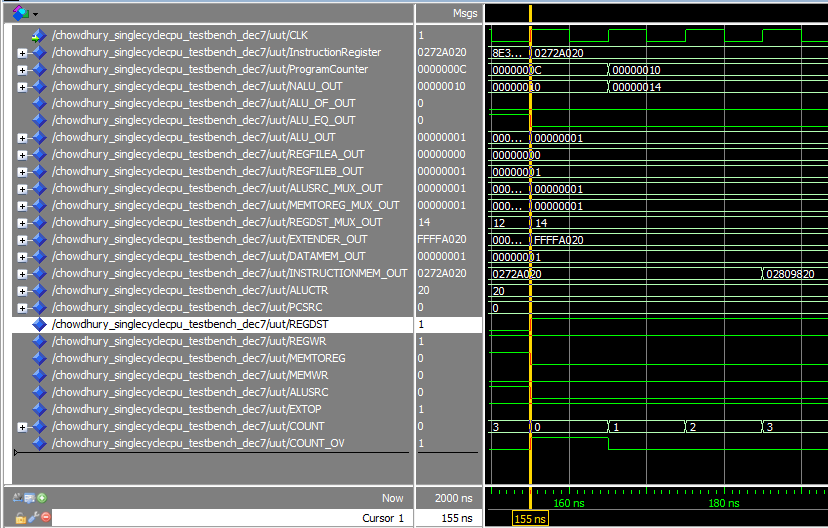 Msgs
/chowdhury_singlecyclecpu_testbench_dec7/uut/CLK 1
/chowdhury_singlecyclecpu_testbench_dec7/uut/InstructionRegister 0272A020 8E3... 0272A020
/chowdhury_singlecyclecpu_testbench_dec7/uut/ProgramCounter 0000000C 0000000C 00000010
/chowdhury_singlecyclecpu_testbench_dec7/uut/NALU_OUT 00000010 00000010 00000014
/chowdhury_singlecyclecpu_testbench_dec7/uut/ALU_OF_OUT 0
/chowdhury_singlecyclecpu_testbench_dec7/uut/ALU_EQ_OUT 0
/chowdhury_singlecyclecpu_testbench_dec7/uut/ALU_OUT 00000001 000... 00000001
/chowdhury_singlecyclecpu_testbench_dec7/uut/REGFILEA_OUT 00000000 00000000
/chowdhury_singlecyclecpu_testbench_dec7/uut/REGFILEB_OUT 00000001 00000001
/chowdhury_singlecyclecpu_testbench_dec7/uut/ALUSRC_MUX_OUT 00000001 000... 00000001
/chowdhury_singlecyclecpu_testbench_dec7/uut/MEMTOREG_MUX_OUT 00000001 000... 00000001
/chowdhury_singlecyclecpu_testbench_dec7/uut/REGDST_MUX_OUT 14 12 14
/chowdhury_singlecyclecpu_testbench_dec7/uut/EXTENDER_OUT FFFFA020 000... FFFFA020
/chowdhury_singlecyclecpu_testbench_dec7/uut/DATAMEM_OUT 00000001 00000001
/chowdhury_singlecyclecpu_testbench_dec7/uut/INSTRUCTIONMEM_OUT 0272A020 0272A020 02809820
/chowdhury_singlecyclecpu_testbench_dec7/uut/ALUCTR 20 20
/chowdhury_singlecyclecpu_testbench_dec7/uut/PCSRC 0 0
/chowdhury_singlecyclecpu_testbench_dec7/uut/REGDST 1
/chowdhury_singlecyclecpu_testbench_dec7/uut/REGWR 1
/chowdhury_singlecyclecpu_testbench_dec7/uut/MEMTOREG 0
/chowdhury_singlecyclecpu_testbench_dec7/uut/MEMWR 0
/chowdhury_singlecyclecpu_testbench_dec7/uut/ALUSRC 0
/chowdhury_singlecyclecpu_testbench_dec7/uut/EXTOP 1
/chowdhury_singlecyclecpu_testbench_dec7/uut/COUNT 0 3 0 1 2 3
/chowdhury_singlecyclecpu_testbench_dec7/uut/COUNT_OV 1
Now 2000 ns 160 ns 180 ns
Cursor 1 155 ns 155 ns